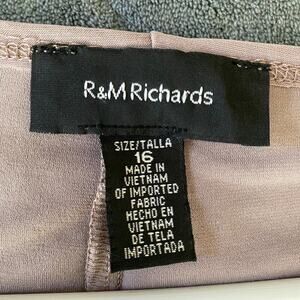 R&M Richards
SIZE/TALLA
16
MADE IN
VIETNAM
OF IMPORTED
FABRIC
HECHO EN
VIETNAM
DE TELA
IMPORTADA